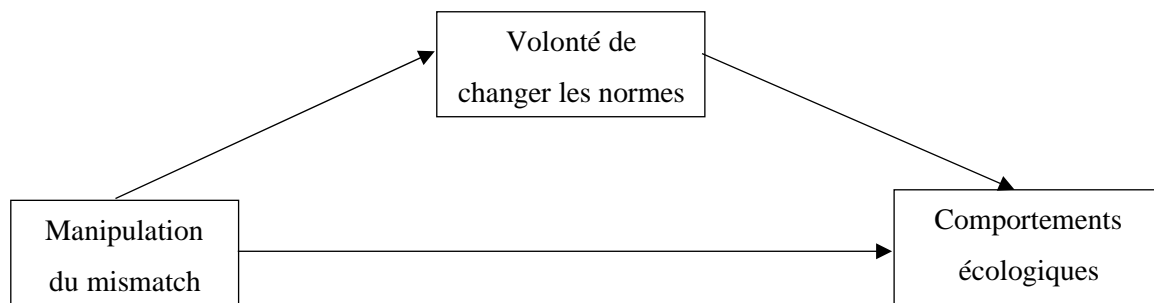 Volonté de
changer les normes
Manipulation
du mismatch
Comportements
écologiques